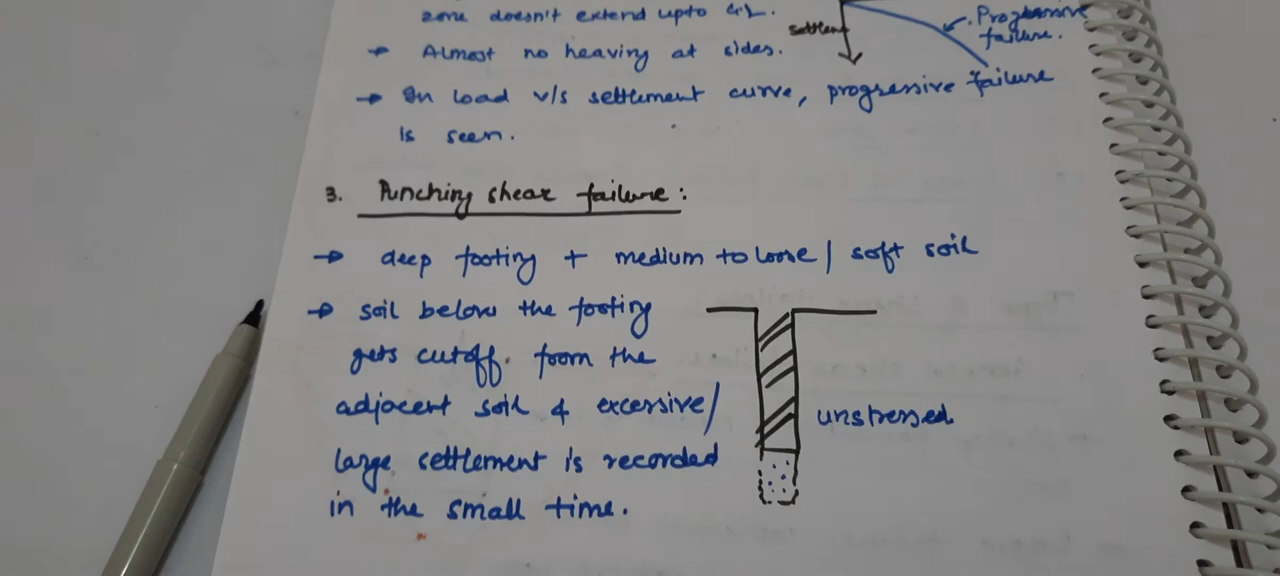 zone doesn't extend upto G.L.
settlem
Progressive
failure.
→ Almost no heaving at sides.
→ In load v/s settlement curve, progressive failure
is seen.
3. Punching shear failure:
→ deep footing + medium to loose / soft soil
→ soil below the footing
gets cutoff. from the
adjacent soil & excessive/
large settlement is recorded
in the small time.
unstressed